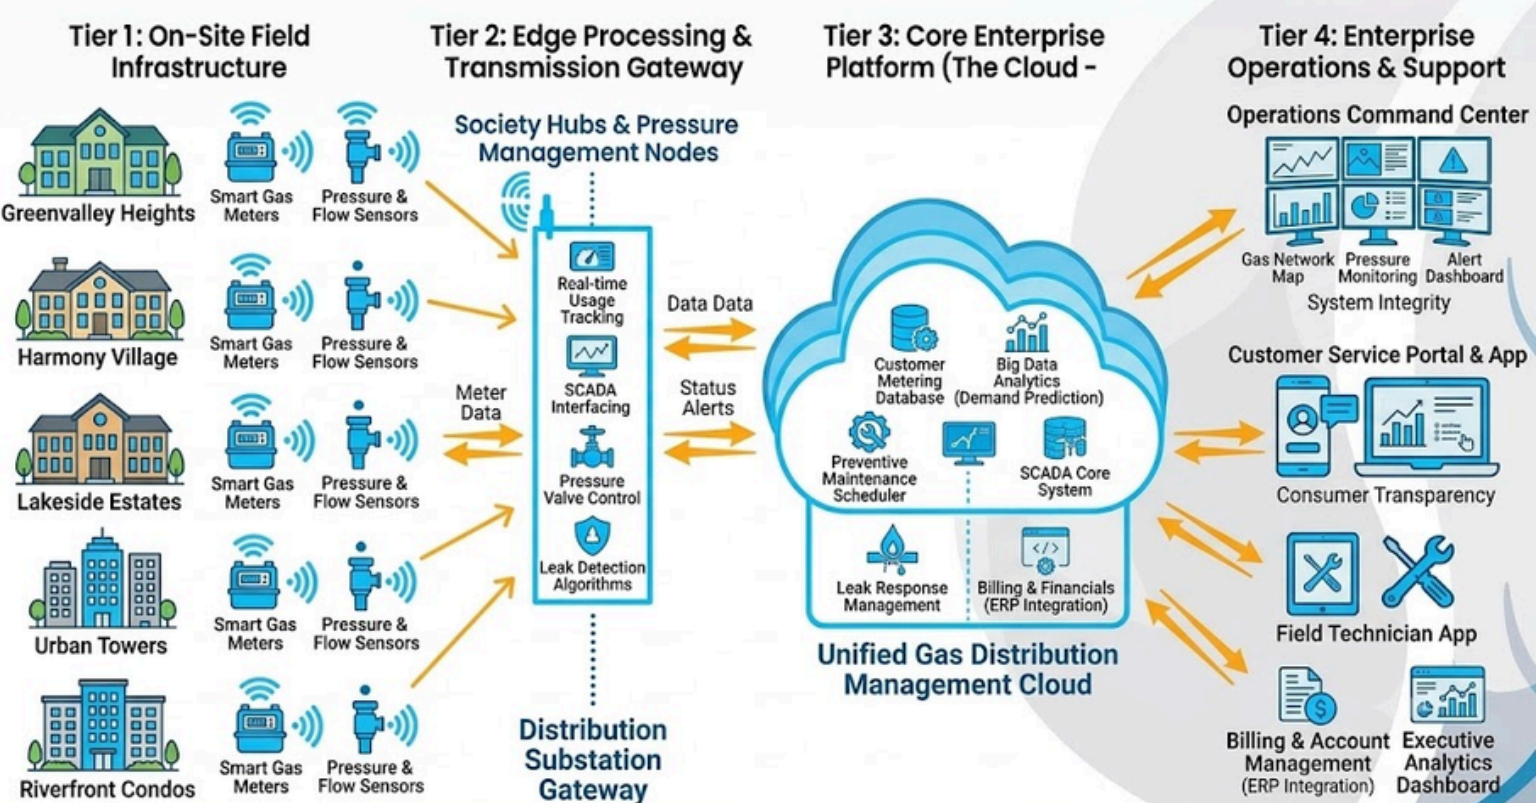 Tier 1: On-Site Field
Infrastructure
Tier 2: Edge Processing &
Transmission Gateway
Tier 3: Core Enterprise
Platform (The Cloud -
Tier 4: Enterprise
Operations & Support
Greenvalley Heights
Smart Gas
Meters
Pressure &
Flow Sensors
Harmony Village
Smart Gas
Meters
Pressure &
Flow Sensors
Lakeside Estates
Smart Gas
Meters
Pressure &
Flow Sensors
Urban Towers
Smart Gas
Meters
Pressure &
Flow Sensors
Riverfront Condos
Smart Gas
Meters
Pressure &
Flow Sensors
Meter
Data
Society Hubs & Pressure
Management Nodes
Real-time
Usage
Tracking
SCADA
Interfacing
Pressure
Valve Control
Leak Detection
Algorithms
Distribution
Substation
Gateway
Data Data
Status
Alerts
Customer
Metering
Database
Big Data
Analytics
(Demand Prediction)
Preventive
Maintenance
Scheduler
SCADA Core
System
Leak Response
Management
Billing & Financials
(ERP Integration)
Unified Gas Distribution
Management Cloud
Operations Command Center
Gas Network
Map
Pressure
Monitoring
Alert
Dashboard
System Integrity
Customer Service Portal & App
Consumer Transparency
Field Technician App
Billing & Account
Management
(ERP Integration)
Executive
Analytics
Dashboard